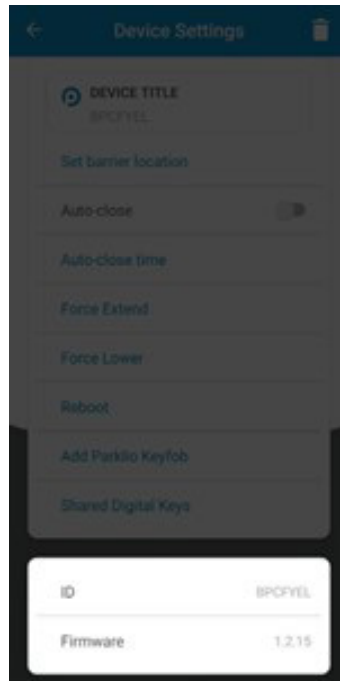 Device Settings
DEVICE TITLE
BPCFYEL
Set barrier location
Auto-close
Auto-close time
Force Extend
Force Lower
Reboot
Add Parklio Keyfob
Shared Digital Keys
ID BPCFYEL
Firmware 1.2.15